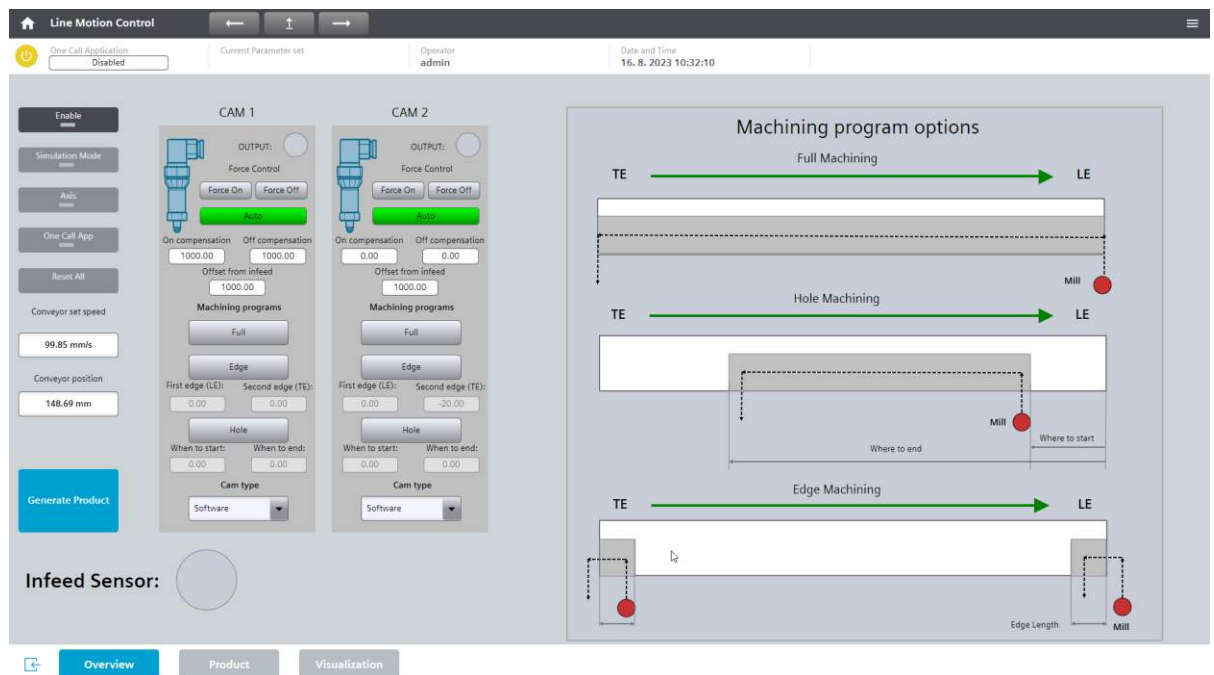 Line Motion Control
One Call Application
Disabled
Current Parameter set
Operator
admin
Date and Time
16. 8. 2023 10:32:10
Enable
Simulation Mode
Axis
One Call App
Reset All
Conveyor set speed
99.85 mm/s
Conveyor position
148.69 mm
Generate Product
Infeed Sensor:
CAM 1
OUTPUT:
Force Control
Force On Force Off
Auto
On compensation Off compensation
1000.00 1000.00
Offset from infeed
1000.00
Machining programs
Full
Edge
First edge (LE): Second edge (TE):
0.00 0.00
Hole
When to start: When to end:
0.00 0.00
Cam type
Software
CAM 2
OUTPUT:
Force Control
Force On Force Off
Auto
On compensation Off compensation
0.00 0.00
Offset from infeed
1000.00
Machining programs
Full
Edge
First edge (LE): Second edge (TE):
0.00 -20.00
Hole
When to start: When to end:
0.00 0.00
Cam type
Software
Machining program options
Full Machining
TE LE
Mill
Hole Machining
TE LE
Mill
Where to start
Where to end
Edge Machining
TE LE
Edge Length
Mill
Overview Product Visualization